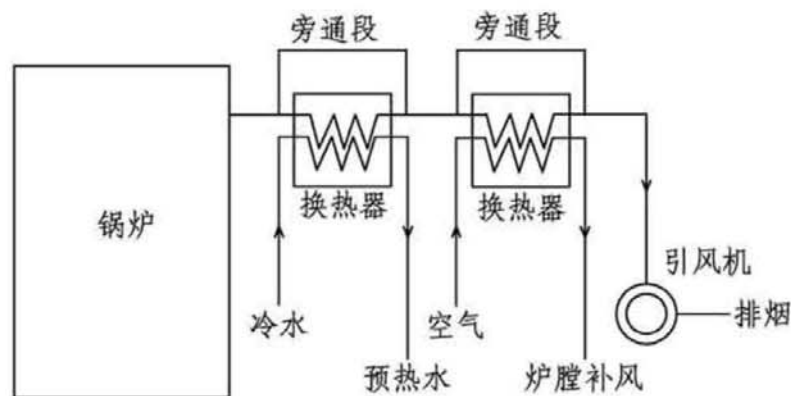 旁通段
旁通段
锅炉
换热器
换热器
引风机
冷水
空气
排烟
预热水
炉膛补风